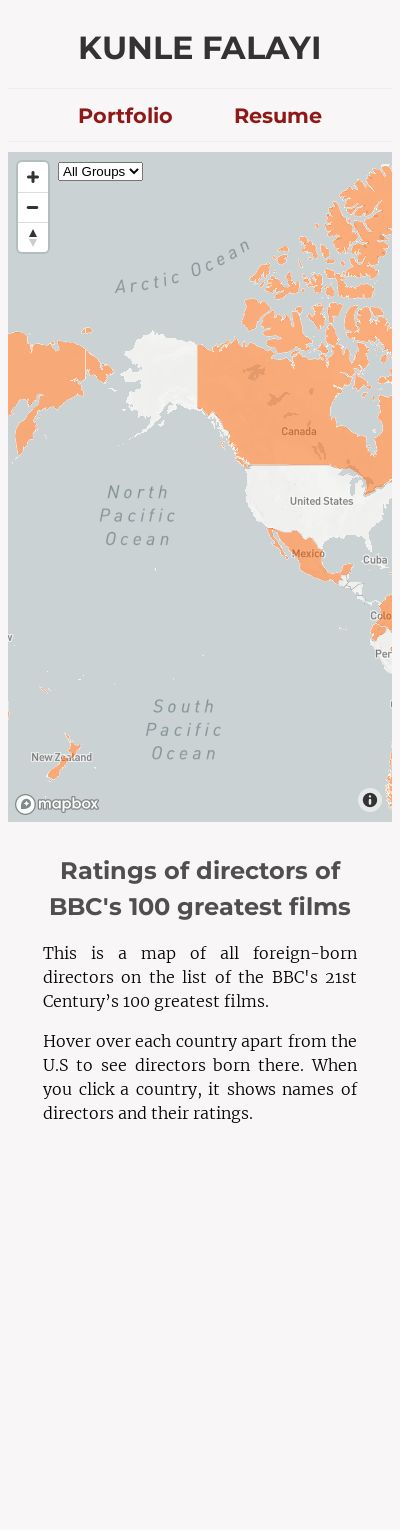 KUNLE FALAYI
Portfolio Resume
All Groups
Arctic Ocean
Canada
North
Pacific
Ocean
United States
Mexico
Cuba
Colo
w
Per
South
Pacific
Ocean
New Zealand
mapbox
Ratings of directors of
BBC's 100 greatest films
This is a map of all foreign-born
directors on the list of the BBC's 21st
Century’s 100 greatest films.
Hover over each country apart from the
U.S to see directors born there. When
you click a country, it shows names of
directors and their ratings.